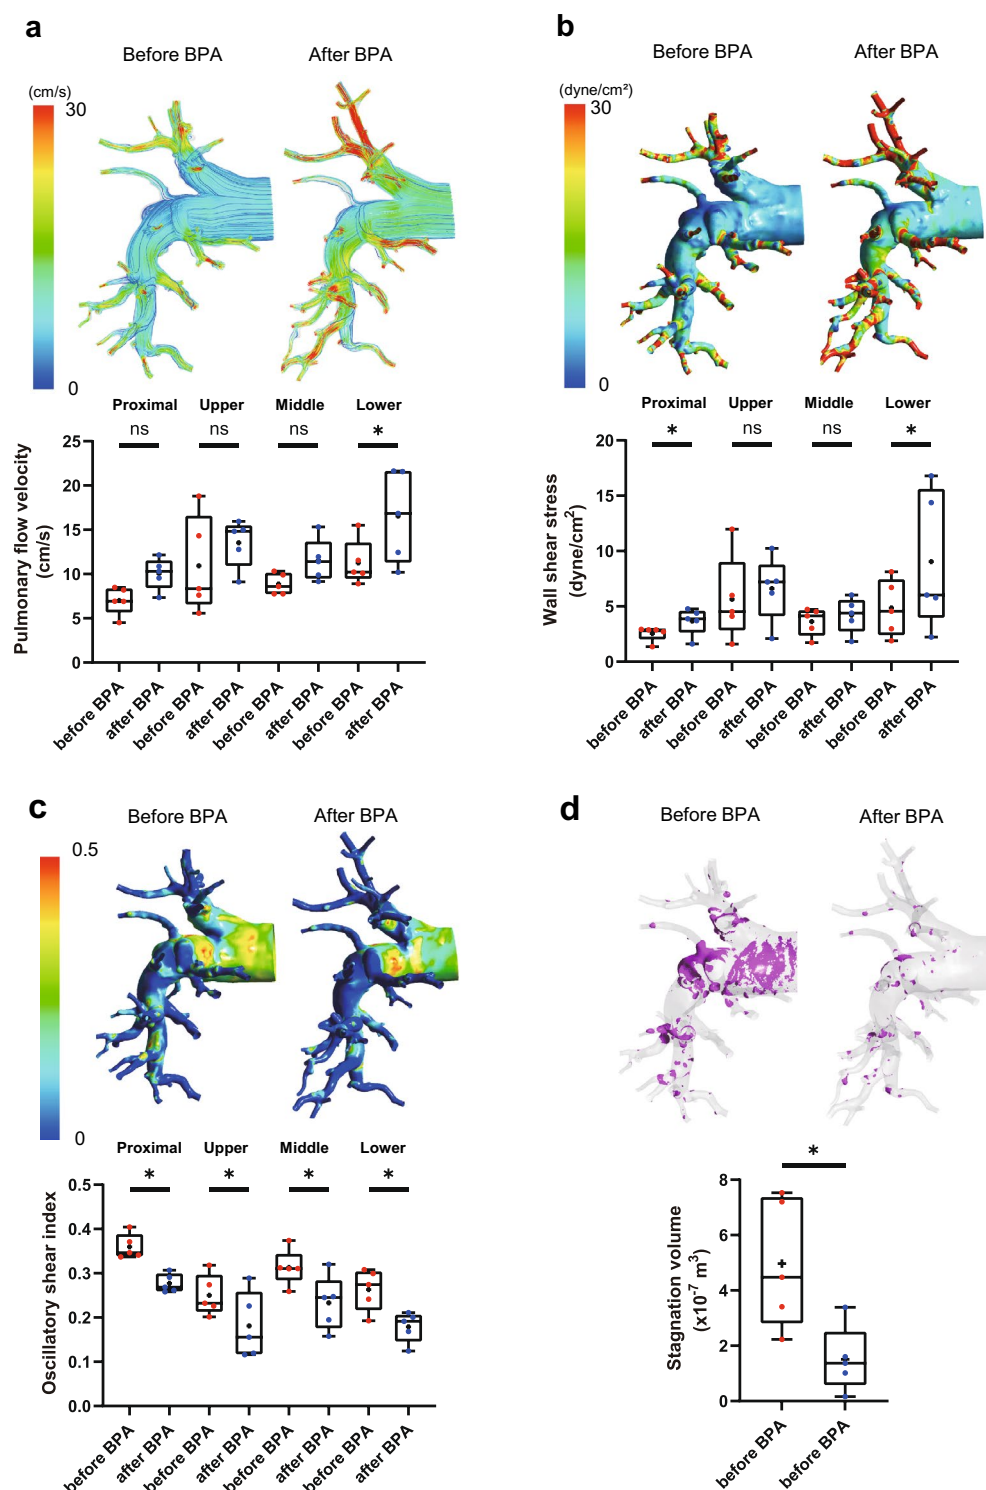 a
Before BPA
After BPA
(cm/s)
30
0
Proximal
Upper
Middle
Lower
ns
ns
ns
*
Pulmonary flow velocity
(cm/s)
25
20
15
10
5
0
before BPA
after BPA
before BPA
after BPA
before BPA
after BPA
before BPA
after BPA
b
Before BPA
After BPA
(dyne/cm²)
30
0
Proximal
Upper
Middle
Lower
*
ns
ns
*
Wall shear stress
(dyne/cm²)
20
15
10
5
0
before BPA
after BPA
before BPA
after BPA
before BPA
after BPA
before BPA
after BPA
c
Before BPA
After BPA
0.5
0
Proximal
Upper
Middle
Lower
*
*
*
*
Oscillatory shear index
0.5
0.4
0.3
0.2
0.1
0.0
before BPA
after BPA
before BPA
after BPA
before BPA
after BPA
before BPA
after BPA
d
Before BPA
After BPA
*
Stagnation volume
(x10⁻⁷ m³)
8
6
4
2
0
before BPA
before BPA